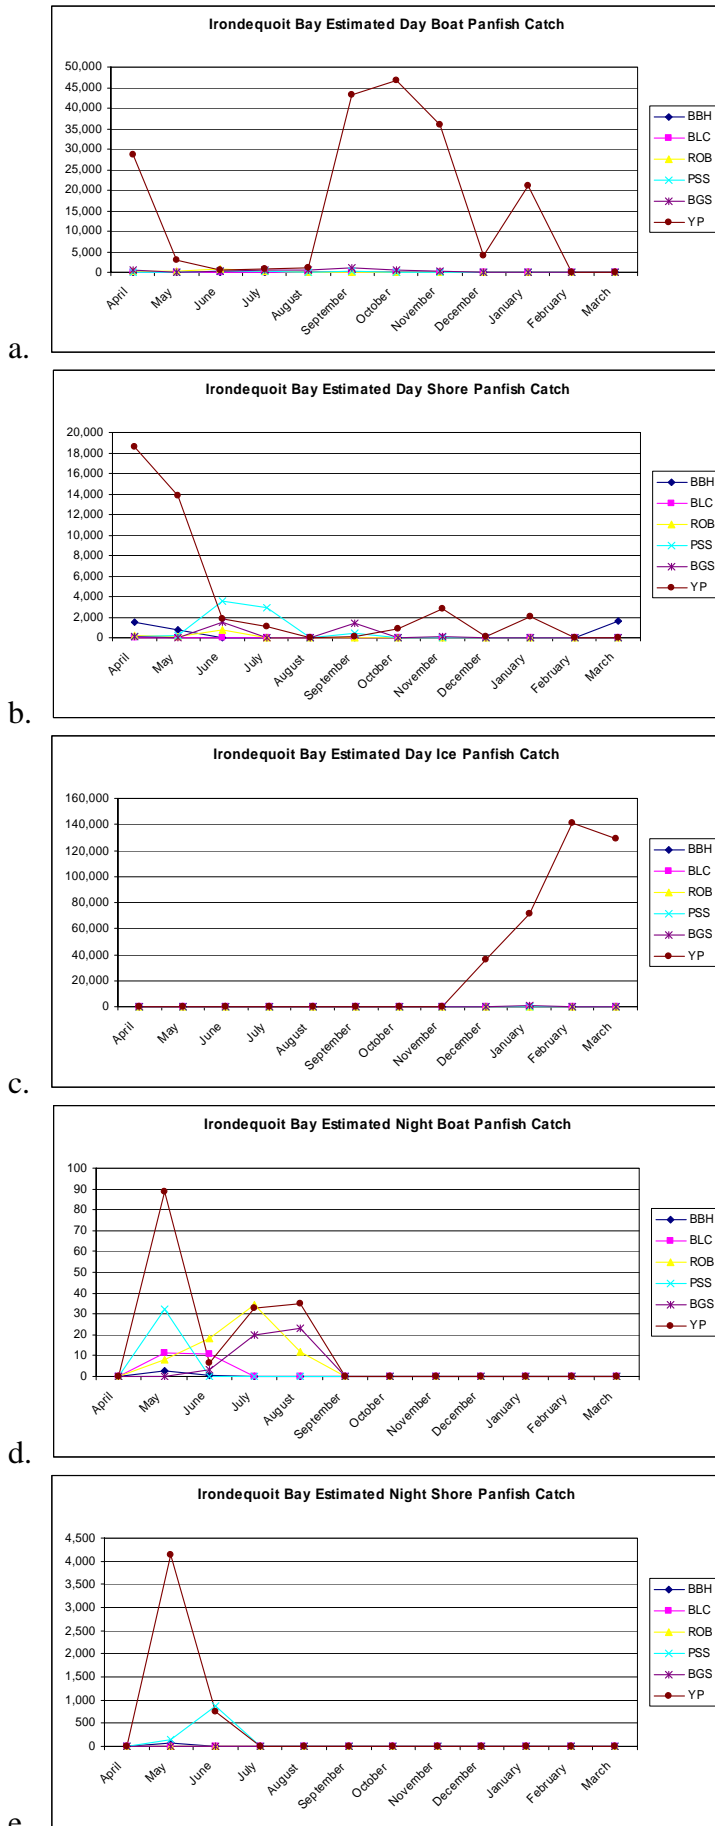 Irondequoit Bay Estimated Day Boat Panfish Catch
50,000
45,000
40,000
35,000
30,000
25,000
20,000
15,000
10,000
5,000
0
April May June July August September October November December January February March
BBH
BLC
ROB
PSS
BGS
YP
a.
Irondequoit Bay Estimated Day Shore Panfish Catch
20,000
18,000
16,000
14,000
12,000
10,000
8,000
6,000
4,000
2,000
0
April May June July August September October November December January February March
BBH
BLC
ROB
PSS
BGS
YP
b.
Irondequoit Bay Estimated Day Ice Panfish Catch
160,000
140,000
120,000
100,000
80,000
60,000
40,000
20,000
0
April May June July August September October November December January February March
BBH
BLC
ROB
PSS
BGS
YP
c.
Irondequoit Bay Estimated Night Boat Panfish Catch
100
90
80
70
60
50
40
30
20
10
0
April May June July August September October November December January February March
BBH
BLC
ROB
PSS
BGS
YP
d.
Irondequoit Bay Estimated Night Shore Panfish Catch
4,500
4,000
3,500
3,000
2,500
2,000
1,500
1,000
500
0
April May June July August September October November December January February March
BBH
BLC
ROB
PSS
BGS
YP
e.